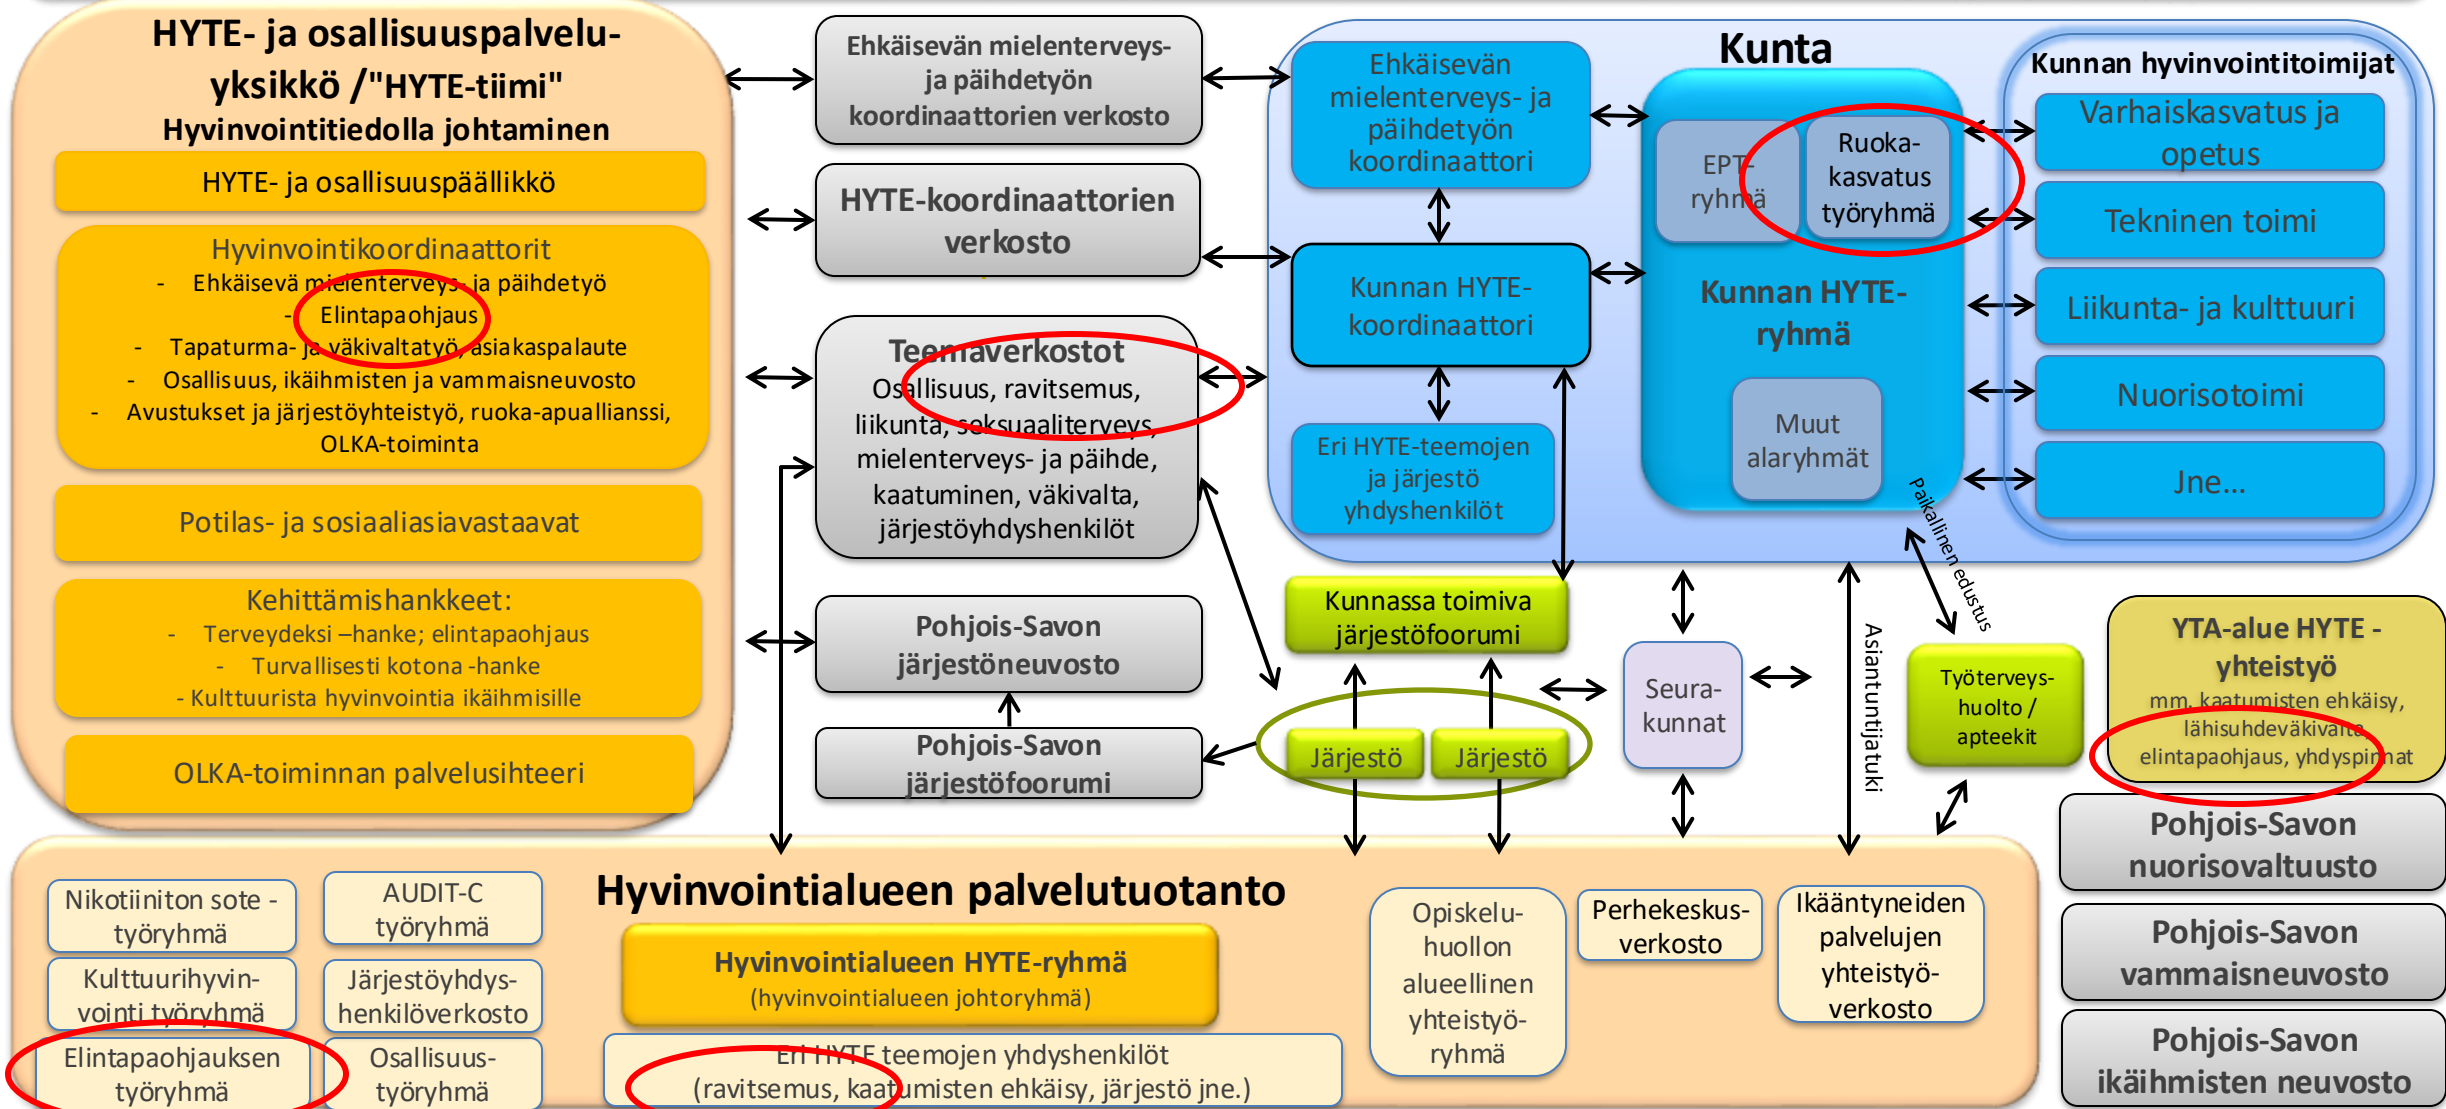 HYTE- ja osallisuuspalvelu-
yksikkö /"HYTE-tiimi"
Hyvinvointitiedolla johtaminen
HYTE- ja osallisuuspäällikkö
Hyvinvointikoordinaattorit
- Ehkäisevä mielenterveys- ja päihdetyö
- Elintapaohjaus
- Tapaturma- ja väkivaltatyö, asiakaspalaute
- Osallisuus, ikäihmisten ja vammaisneuvosto
- Avustukset ja järjestöyhteistyö, ruoka-apuallianssi,
OLKA-toiminta
Potilas- ja sosiaaliasiavastaavat
Kehittämishankkeet:
- Terveydeksi –hanke; elintapaohjaus
- Turvallisesti kotona -hanke
- Kulttuurista hyvinvointia ikäihmisille
OLKA-toiminnan palvelusihteeri
Ehkäisevän mielenterveys-
ja päihdetyön
koordinaattorien verkosto
HYTE-koordinaattorien
verkosto
Teemaverkostot
Osallisuus, ravitsemus,
liikunta, seksuaaliterveys,
mielenterveys- ja päihde,
kaatuminen, väkivalta,
järjestöyhdyshenkilöt
Pohjois-Savon
järjestöneuvosto
Pohjois-Savon
järjestöfoorumi
Kunta
Ehkäisevän
mielenterveys- ja
päihdetyön
koordinaattori
Kunnan HYTE-
koordinaattori
Eri HYTE-teemojen
ja järjestö
yhdyshenkilöt
EPT-
ryhmä
Ruoka-
kasvatus
työryhmä
Kunnan HYTE-
ryhmä
Muut
alaryhmät
Kunnan hyvinvointitoimijat
Varhaiskasvatus ja
opetus
Tekninen toimi
Liikunta- ja kulttuuri
Nuorisotoimi
Jne...
Kunnassa toimiva
järjestöfoorumi
Järjestö
Järjestö
Seura-
kunnat
Asiantuntijatuki
Paikallinen edustus
Työterveys-
huolto /
apteekit
YTA-alue HYTE -
yhteistyö
mm. kaatumisten ehkäisy,
lähisuhdeväkivalta,
elintapaohjaus, yhdyspinnat
Pohjois-Savon
nuorisovaltuusto
Pohjois-Savon
vammaisneuvosto
Pohjois-Savon
ikäihmisten neuvosto
Hyvinvointialueen palvelutuotanto
Nikotiiniton sote -
työryhmä
AUDIT-C
työryhmä
Kulttuurihyvin-
vointi työryhmä
Järjestöyhdys-
henkilöverkosto
Elintapaohjauksen
työryhmä
Osallisuus-
työryhmä
Hyvinvointialueen HYTE-ryhmä
(hyvinvointialueen johtoryhmä)
Eri HYTE teemojen yhdyshenkilöt
(ravitsemus, kaatumisten ehkäisy, järjestö jne.)
Opiskelu-
huollon
alueellinen
yhteistyö-
ryhmä
Perhekeskus-
verkosto
Ikääntyneiden
palvelujen
yhteistyö-
verkosto